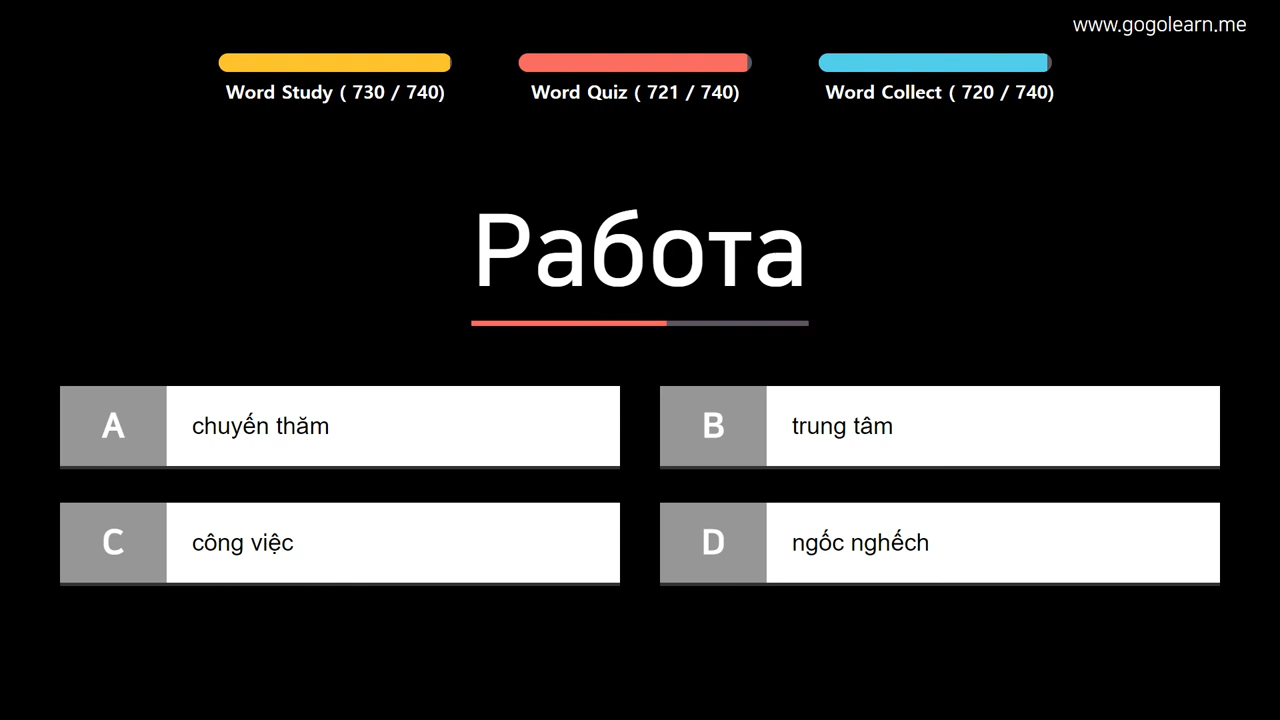 www.gogolearn.me
Word Study ( 730 / 740)
Word Quiz ( 721 / 740)
Word Collect ( 720 / 740)
Работа
A chuyến thăm
B trung tâm
C công việc
D ngốc nghếch